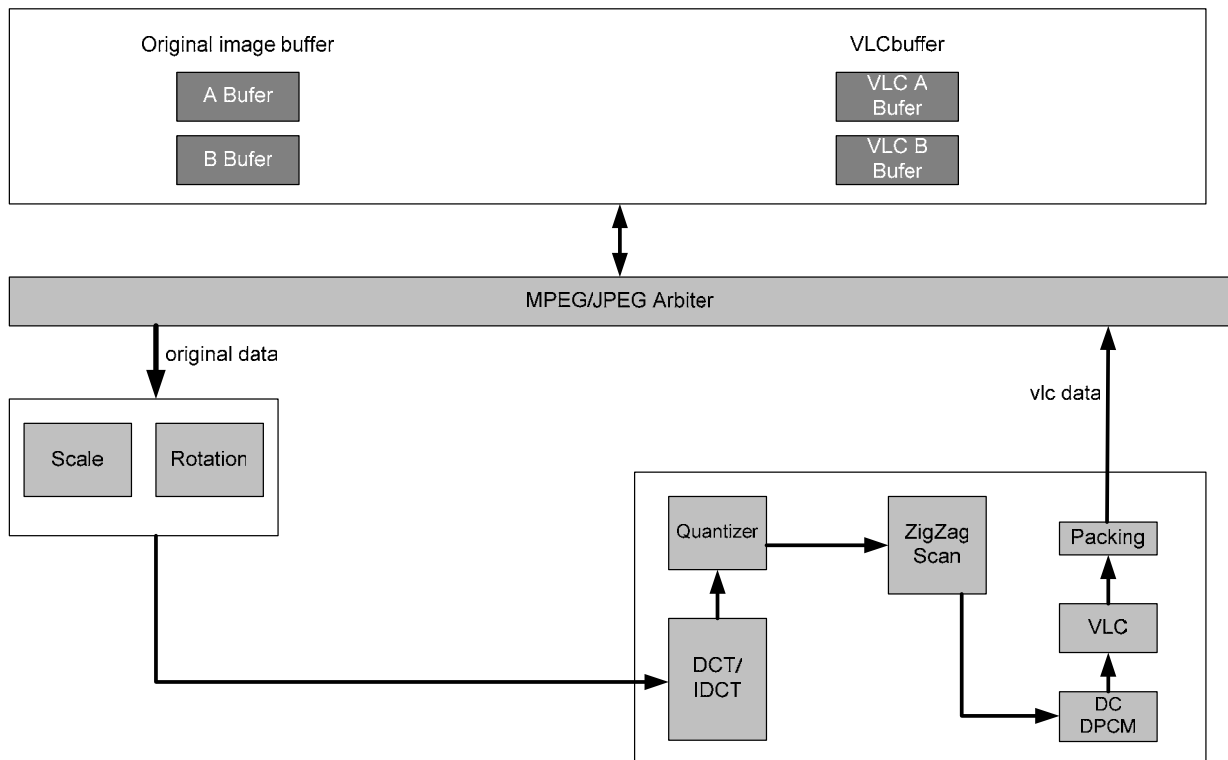 Original image buffer
VLCbuffer
A Bufer
VLC A
Bufer
B Bufer
VLC B
Bufer
MPEG/JPEG Arbiter
original data
vlc data
Scale
Rotation
Quantizer
ZigZag
Scan
Packing
VLC
DCT/
IDCT
DC
DPCM